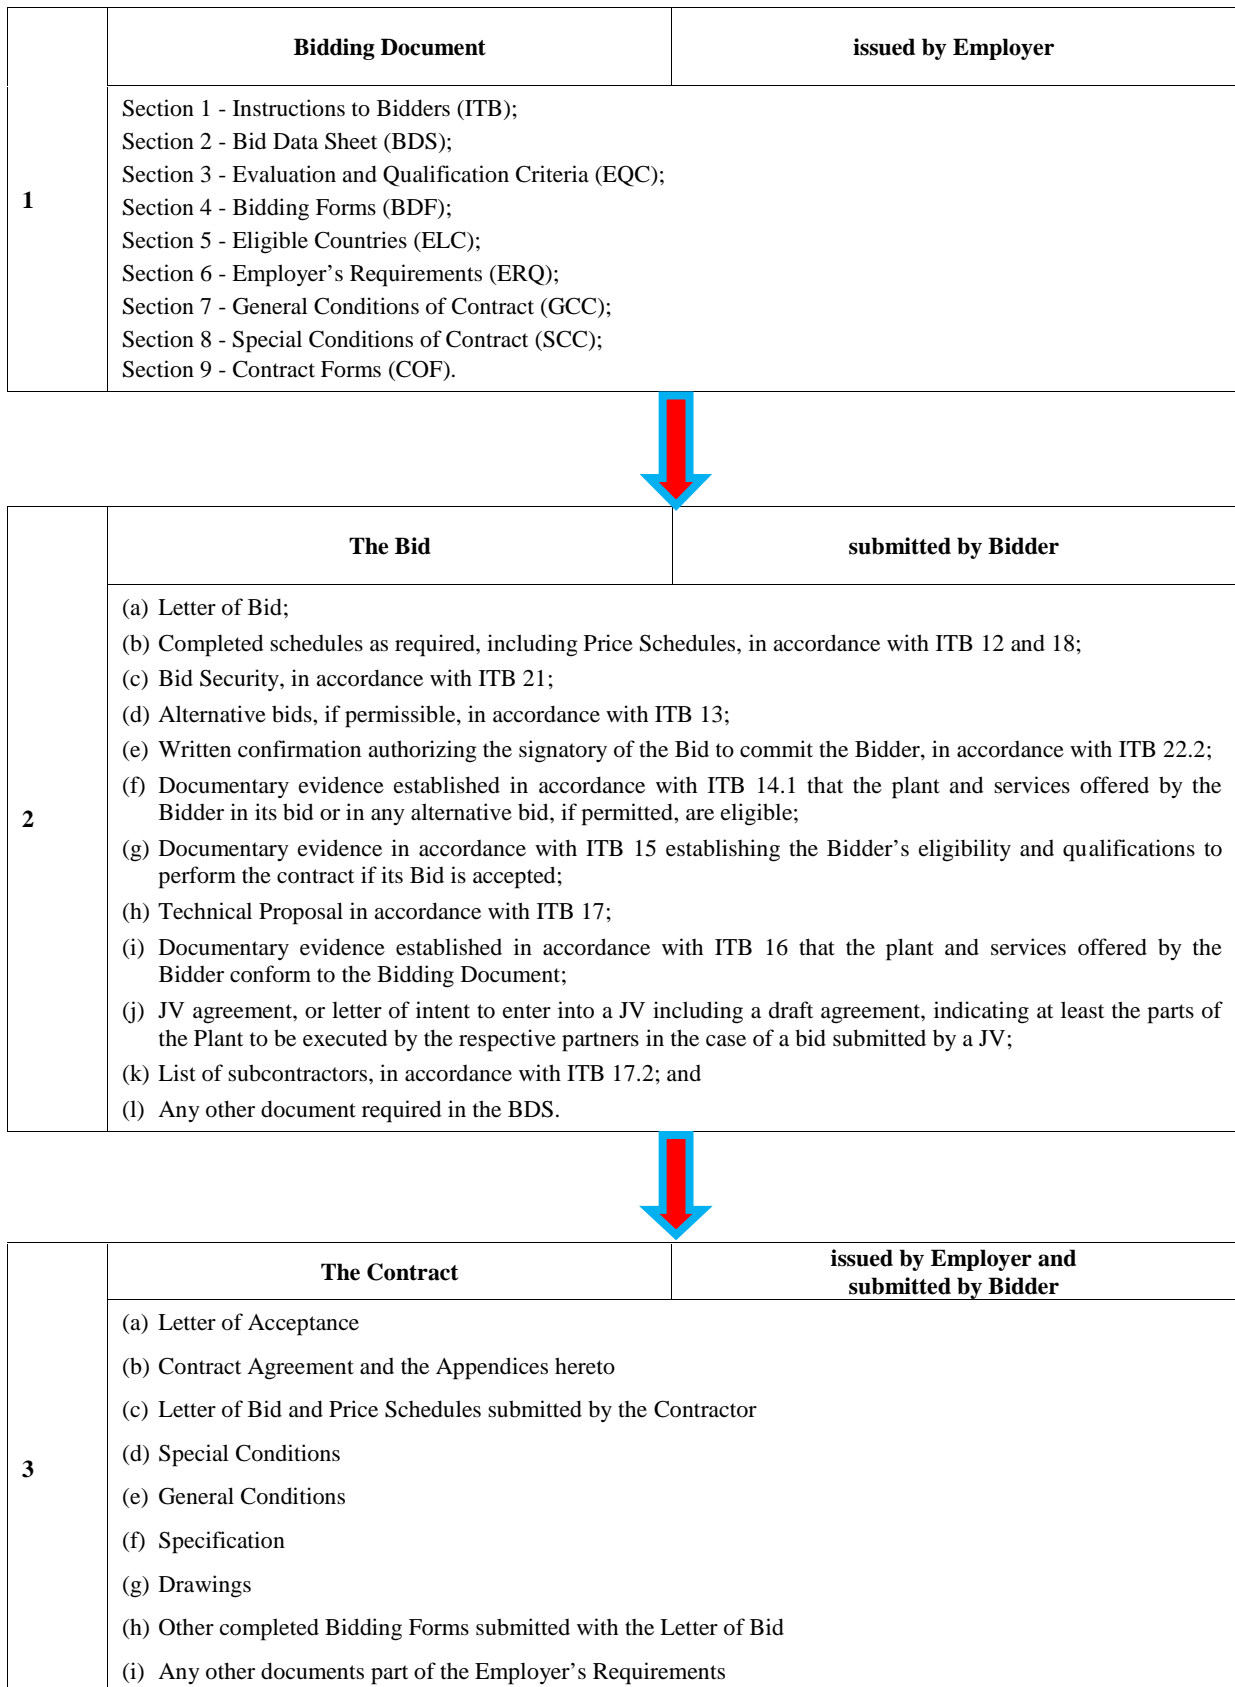 Bidding Document
issued by Employer
1
Section 1 - Instructions to Bidders (ITB);
Section 2 - Bid Data Sheet (BDS);
Section 3 - Evaluation and Qualification Criteria (EQC);
Section 4 - Bidding Forms (BDF);
Section 5 - Eligible Countries (ELC);
Section 6 - Employer’s Requirements (ERQ);
Section 7 - General Conditions of Contract (GCC);
Section 8 - Special Conditions of Contract (SCC);
Section 9 - Contract Forms (COF).
The Bid
submitted by Bidder
2
(a) Letter of Bid;
(b) Completed schedules as required, including Price Schedules, in accordance with ITB 12 and 18;
(c) Bid Security, in accordance with ITB 21;
(d) Alternative bids, if permissible, in accordance with ITB 13;
(e) Written confirmation authorizing the signatory of the Bid to commit the Bidder, in accordance with ITB 22.2;
(f) Documentary evidence established in accordance with ITB 14.1 that the plant and services offered by the
Bidder in its bid or in any alternative bid, if permitted, are eligible;
(g) Documentary evidence in accordance with ITB 15 establishing the Bidder’s eligibility and qualifications to
perform the contract if its Bid is accepted;
(h) Technical Proposal in accordance with ITB 17;
(i) Documentary evidence established in accordance with ITB 16 that the plant and services offered by the
Bidder conform to the Bidding Document;
(j) JV agreement, or letter of intent to enter into a JV including a draft agreement, indicating at least the parts of
the Plant to be executed by the respective partners in the case of a bid submitted by a JV;
(k) List of subcontractors, in accordance with ITB 17.2; and
(l) Any other document required in the BDS.
The Contract
issued by Employer and
submitted by Bidder
3
(a) Letter of Acceptance
(b) Contract Agreement and the Appendices hereto
(c) Letter of Bid and Price Schedules submitted by the Contractor
(d) Special Conditions
(e) General Conditions
(f) Specification
(g) Drawings
(h) Other completed Bidding Forms submitted with the Letter of Bid
(i) Any other documents part of the Employer’s Requirements